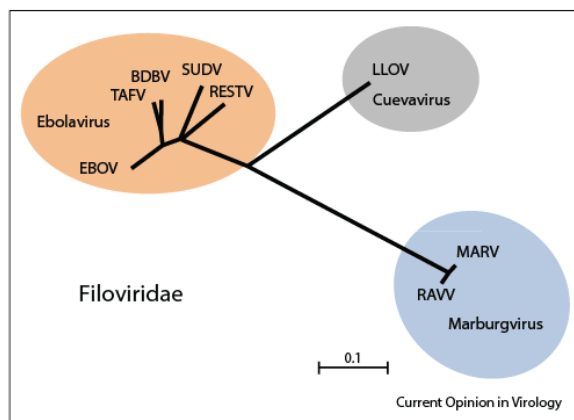 SUDV
BDBV
TAFV
RESTV
Ebolavirus
EBOV
LLOV
Cuevavirus
MARV
RAVV
Marburgvirus
Filoviridae
0.1
Current Opinion in Virology